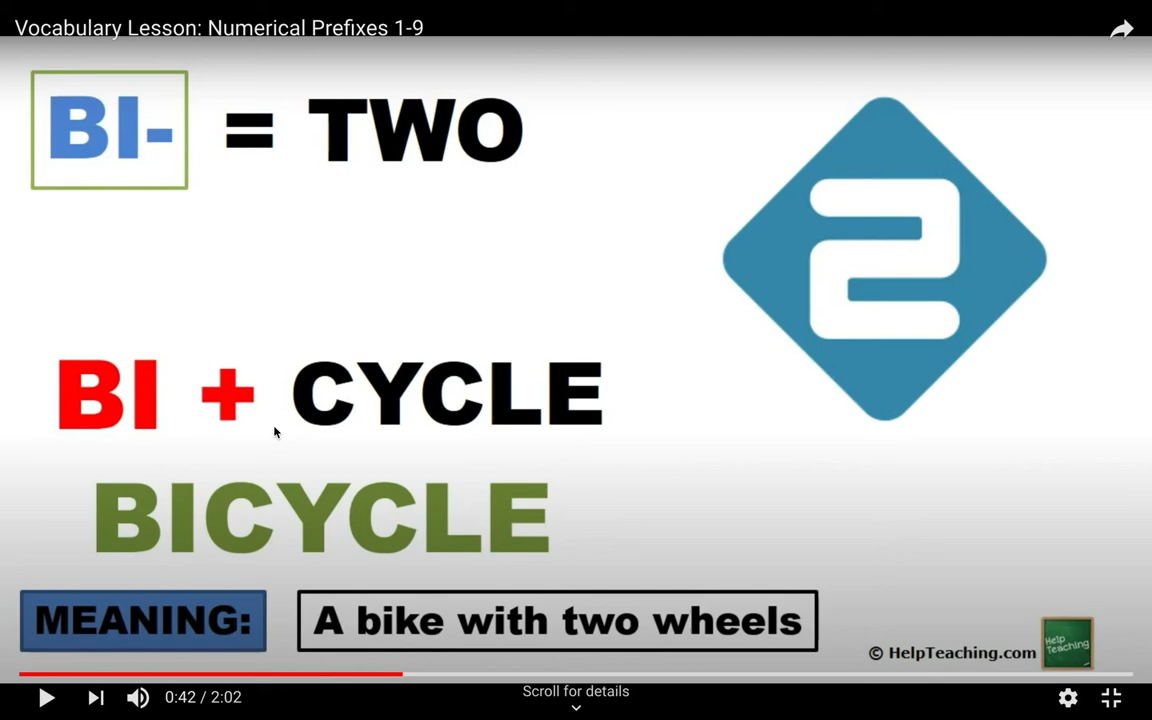 Vocabulary Lesson: Numerical Prefixes 1-9
BI- = TWO
2
BI + CYCLE
BICYCLE
MEANING: A bike with two wheels
© HelpTeaching.com
Help
Teaching
0:42 / 2:02
Scroll for details